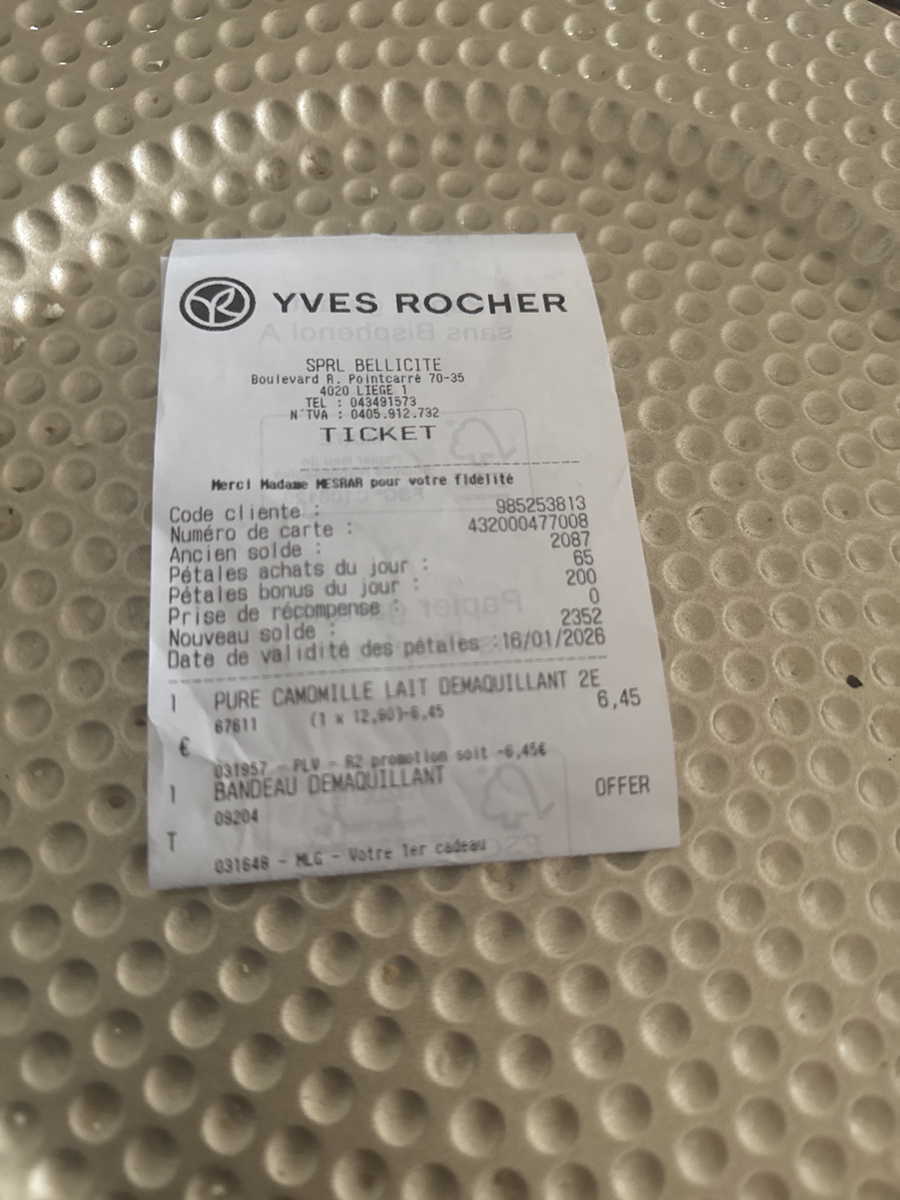 YVES ROCHER
SPRL BELLICITE
Boulevard R. Pointcarré 70-35
4020 LIEGE 1
TEL : 043491573
N°TVA : 0405.912.732
TICKET
Merci Madame MESRAR pour votre fidélité
Code cliente : 985253813
Numéro de carte : 432000477008
Ancien solde : 2087
Pétales achats du jour : 65
Pétales bonus du jour : 200
Prise de récompense : 0
Nouveau solde : 2352
Date de validité des pétales :16/01/2026
1 PURE CAMOMILLE LAIT DEMAQUILLANT 2E 6,45
67611 (1 x 12,90)-6,45
€
031957 - PLV - R2 promotion soit -6,45€
1 BANDEAU DEMAQUILLANT OFFER
09204
T
031648 - MLG - Votre 1er cadeau